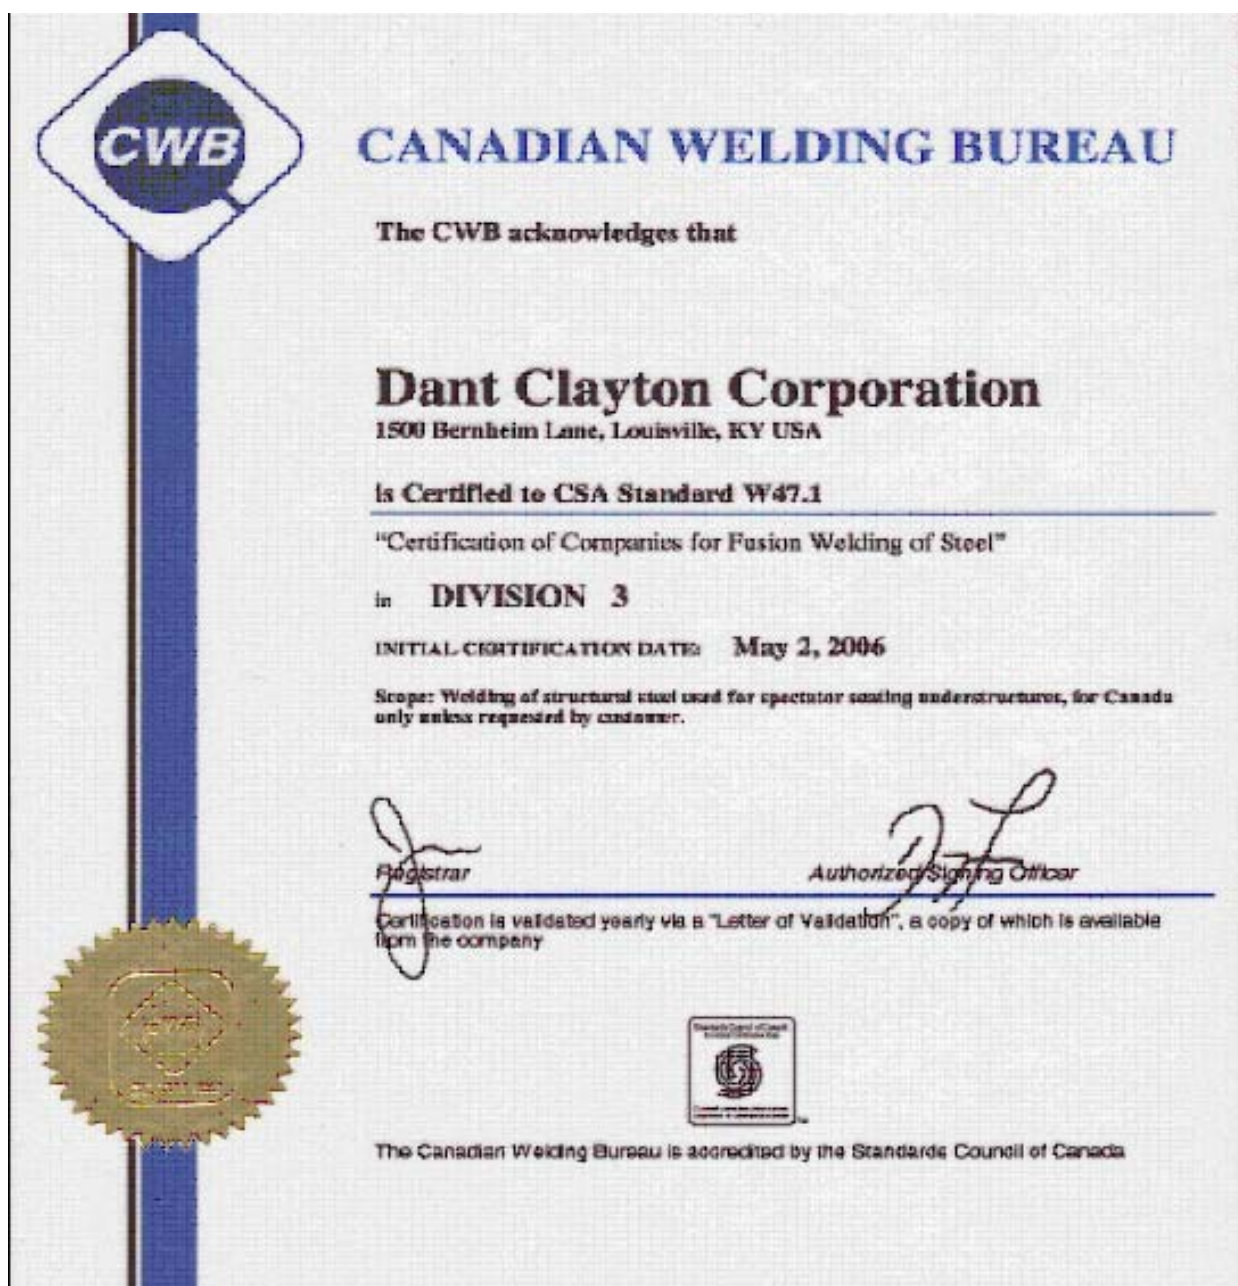 CWB
CANADIAN WELDING BUREAU
The CWB acknowledges that
Dant Clayton Corporation
1500 Bernheim Lane, Louisville, KY USA
is Certified to CSA Standard W47.1
"Certification of Companies for Fusion Welding of Steel"
in DIVISION 3
INITIAL CERTIFICATION DATE: May 2, 2006
Scope: Welding of structural steel used for spectator seating understructures, for Canada
only unless requested by customer.
Registrar Authorized Signing Officer
Certification is validated yearly via a "Letter of Validation", a copy of which is available
from the company
The Canadian Welding Bureau is accredited by the Standards Council of Canada